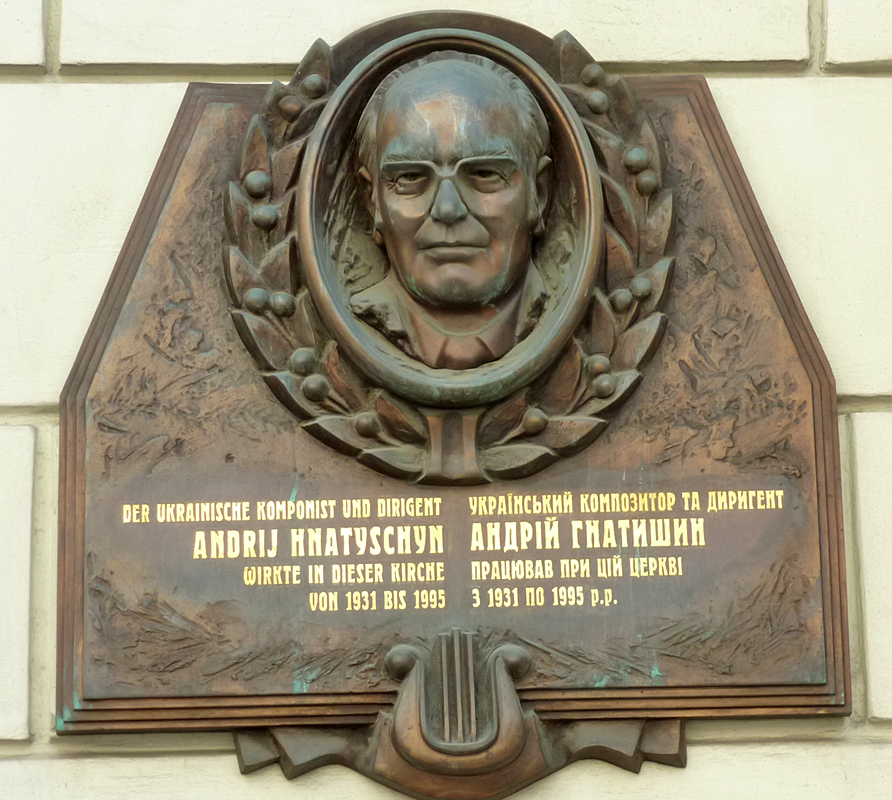 DER UKRAINISCHE KOMPONIST UND DIRIGENT
ANDRIJ HNATYSCHYN
WIRKTE IN DIESER KIRCHE
VON 1931 BIS 1995
УКРАЇНСЬКИЙ КОМПОЗИТОР ТА ДИРИГЕНТ
АНДРІЙ ГНАТИШИН
ПРАЦЮВАВ ПРИ ЦІЙ ЦЕРКВІ
З 1931 ПО 1995 р.р.